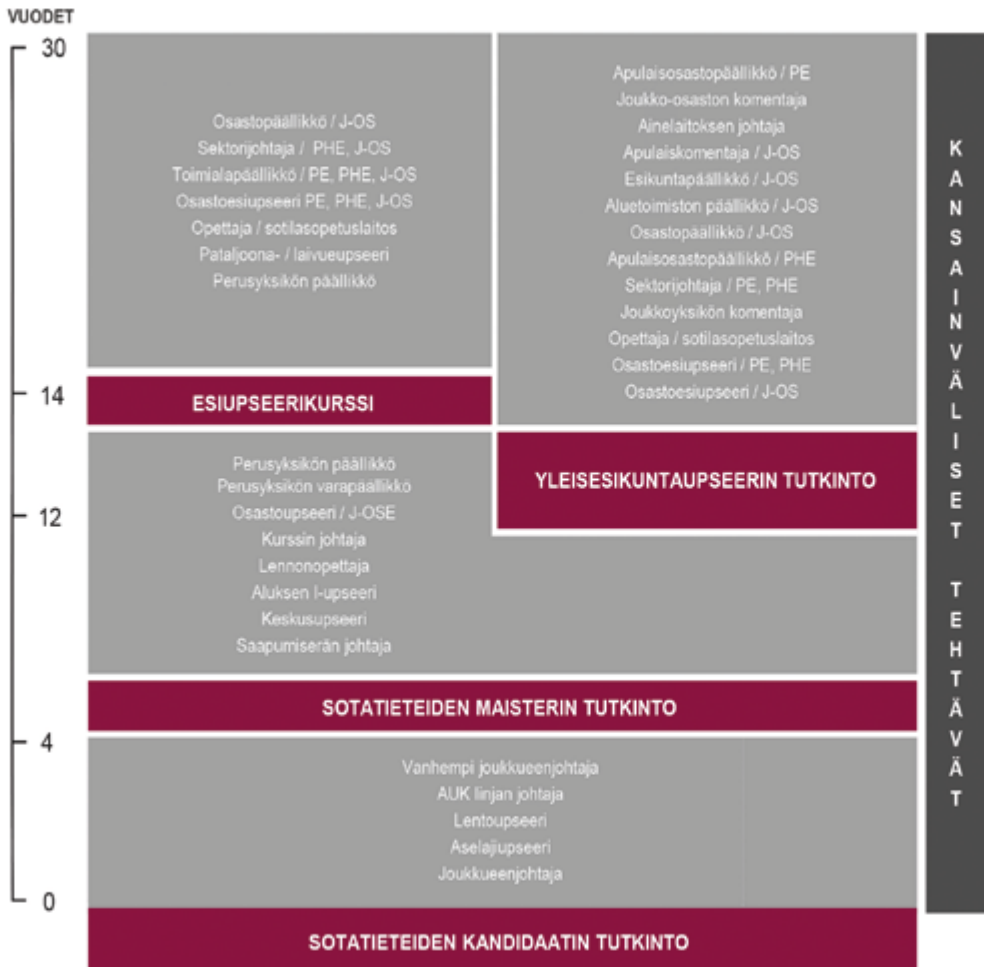 VUODET
30
Osastopäällikkö / J-OS
Sektorijohtaja / PHE, J-OS
Toimialapäällikkö / PE, PHE, J-OS
Osastoesiupseeri PE, PHE, J-OS
Opettaja / sotilasopetuslaitos
Pataljoona- / laivueupseeri
Perusyksikön päällikkö
Apulaisosastopäällikkö / PE
Joukko-osaston komentaja
Ainelaitoksen johtaja
Apulaiskomentaja / J-OS
Esikuntapäällikkö / J-OS
Aluetoimiston päällikkö / J-OS
Osastopäällikkö / J-OS
Apulaisosastopäällikkö / PHE
Sektorijohtaja / PE, PHE
Joukkoyksikön komentaja
Opettaja / sotilasopetuslaitos
Osastoesiupseeri / PE, PHE
Osastoesiupseeri / J-OS
14
ESIUPSEERIKURSSI
YLEISESIKUNTAUPSEERIN TUTKINTO
12
Perusyksikön päällikkö
Perusyksikön varapäällikkö
Osastoupseeri / J-OSE
Kurssin johtaja
Lennonopettaja
Aluksen I-upseeri
Keskusupseeri
Saapumiserän johtaja
SOTATIETEIDEN MAISTERIN TUTKINTO
4
Vanhempi joukkueenjohtaja
AUK linjan johtaja
Lentoupseeri
Aselajiupseeri
Joukkueenjohtaja
0
SOTATIETEIDEN KANDIDAATIN TUTKINTO
KANSAINVÄLISET TEHTÄVÄT